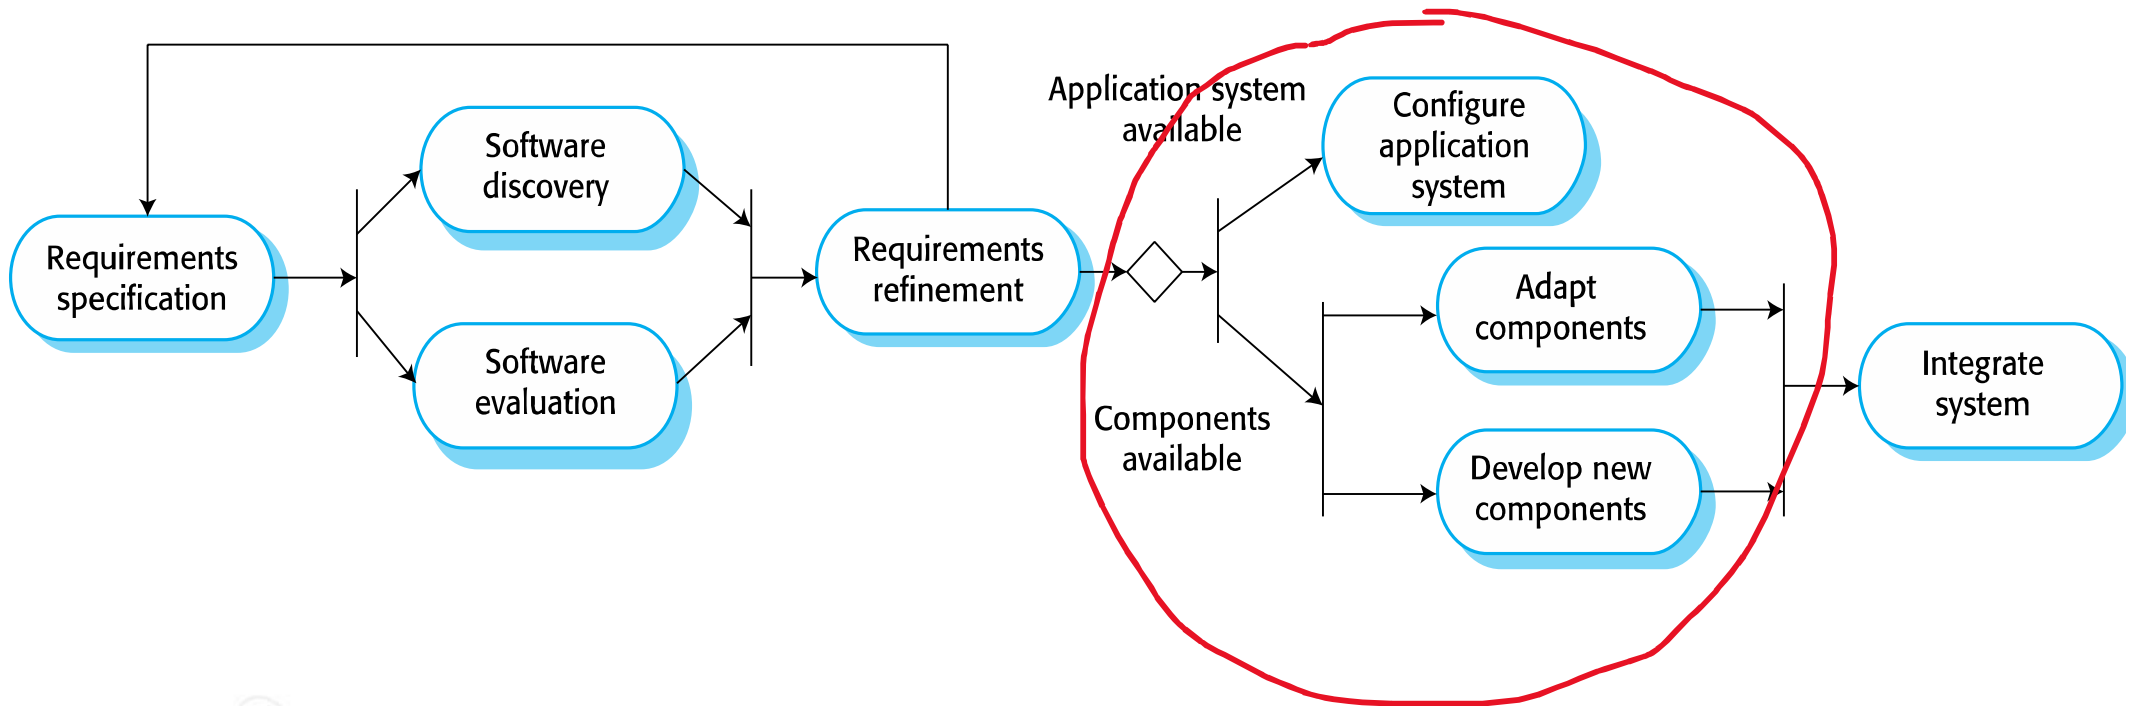 Requirements
specification
Software
discovery
Software
evaluation
Requirements
refinement
Application system
available
Components
available
Configure
application
system
Adapt
components
Develop new
components
Integrate
system